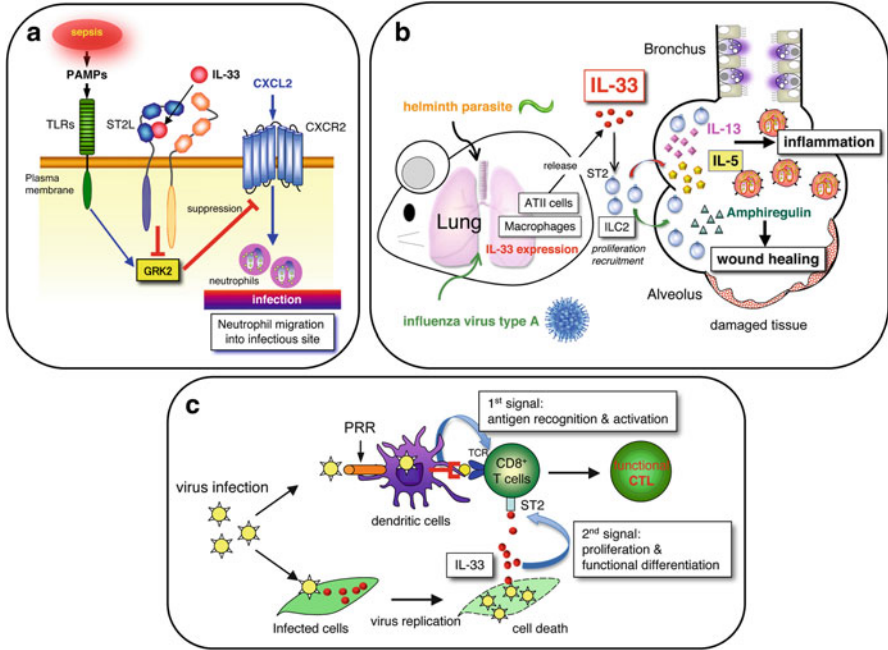 a
sepsis
PAMPs
IL-33
CXCL2
TLRs
ST2L
CXCR2
Plasma
membrane
suppression
GRK2
neutrophils
infection
Neutrophil migration
into infectious site
b
Bronchus
IL-33
helminth parasite
IL-13
inflammation
release
ST2
IL-5
ATII cells
Lung
Macrophages
ILC2
Amphiregulin
IL-33 expression
proliferation
recruitment
wound healing
Alveolus
influenza virus type A
damaged tissue
c
1st signal:
antigen recognition & activation
PRR
TCR
CD8+
T cells
functional
CTL
virus infection
dendritic cells
ST2
2nd signal:
proliferation &
functional differentiation
IL-33
Infected cells
virus replication
cell death